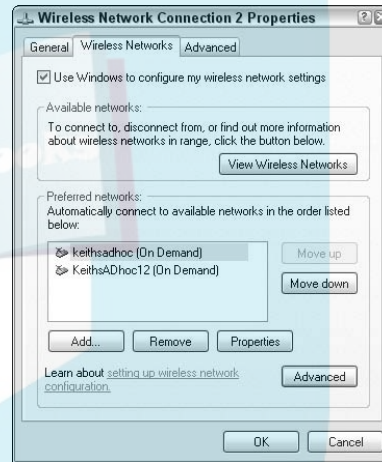 Wireless Network Connection 2 Properties
General Wireless Networks Advanced
Use Windows to configure my wireless network settings
Available networks:
To connect to, disconnect from, or find out more information
about wireless networks in range, click the button below.
View Wireless Networks
Preferred networks:
Automatically connect to available networks in the order listed
below:
keithsadhoc (On Demand)
KeithsADhoc12 (On Demand)
Move up
Move down
Add... Remove Properties
Learn about setting up wireless network
configuration.
Advanced
OK Cancel